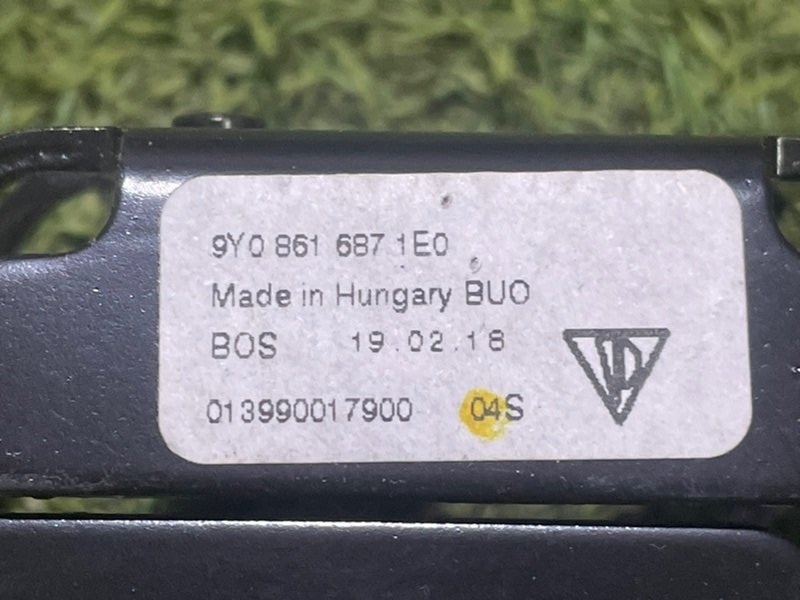 9Y0 861 687 1E0
Made in Hungary BUO
BOS 19.02.18
013990017900 04S